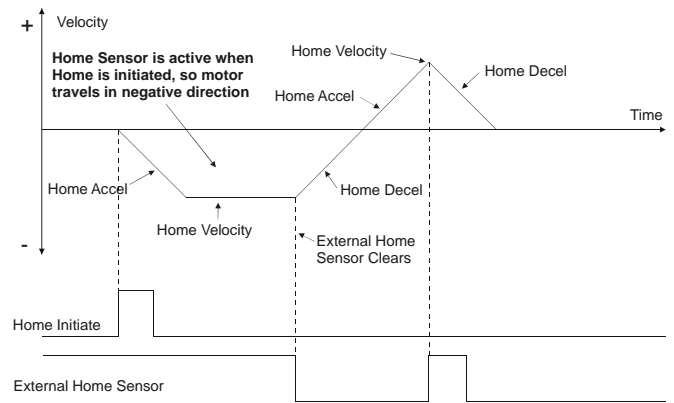 +
Velocity
Home Sensor is active when
Home is initiated, so motor
travels in negative direction
Home Velocity
Home Decel
Home Accel
Time
Home Accel
Home Decel
Home Velocity
External Home
Sensor Clears
-
Home Initiate
External Home Sensor